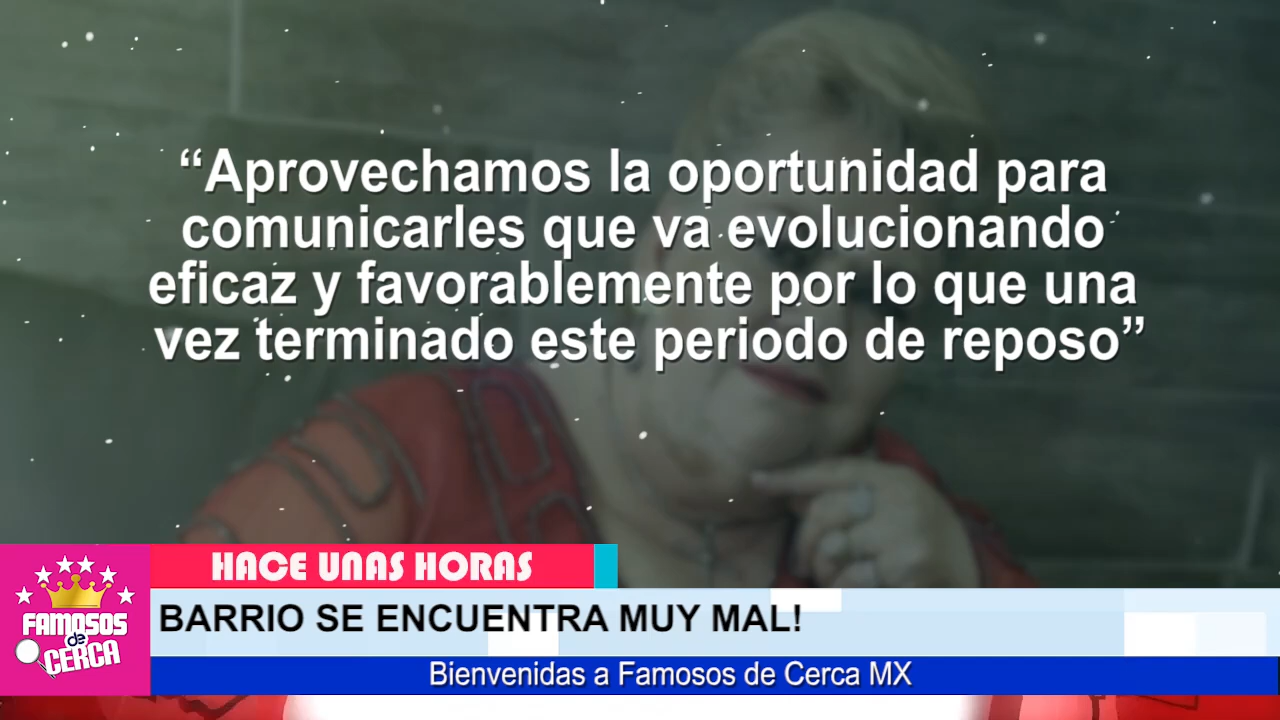 “Aprovechamos la oportunidad para
comunicarles que va evolucionando
eficaz y favorablemente por lo que una
vez terminado este periodo de reposo”
HACE UNAS HORAS
BARRIO SE ENCUENTRA MUY MAL!
FAMOSOS
de
CERCA
Bienvenidas a Famosos de Cerca MX